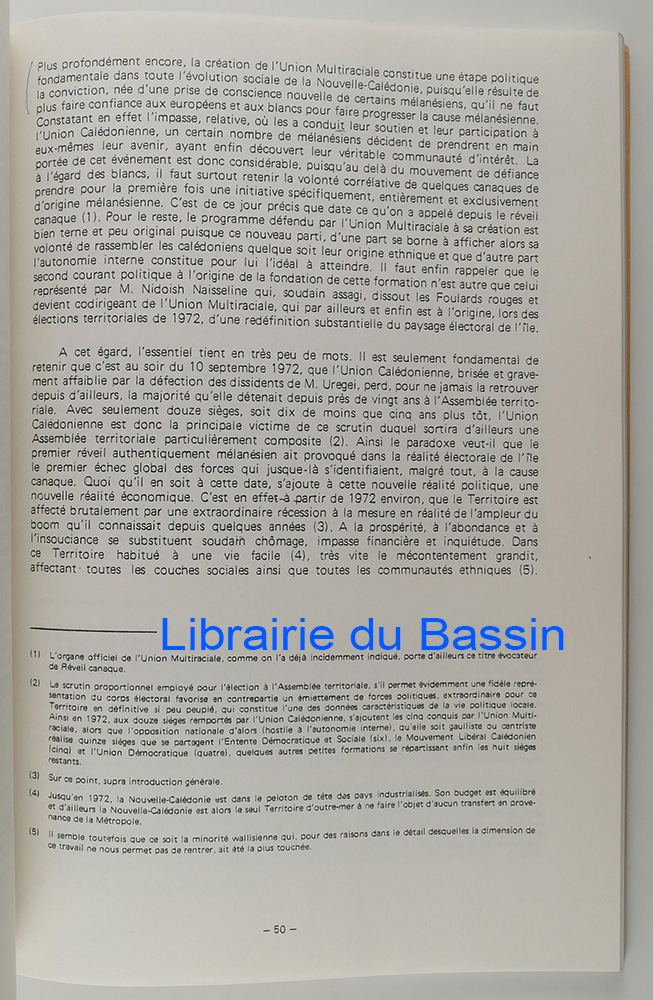 Plus profondément encore, la création de l'Union Multiraciale constitue une étape politique
fondamentale dans toute l'évolution sociale de la Nouvelle-Calédonie, puisqu'elle résulte de
la conviction, née d'une prise de conscience nouvelle de certains mélanésiens, qu'il ne faut
plus faire confiance aux européens et aux blancs pour faire progresser la cause mélanésienne.
Constatant en effet l'impasse, relative, où les a conduit leur soutien et leur participation à
l'Union Calédonienne, un certain nombre de mélanésiens décident de prendrent en main
eux-mêmes leur avenir, ayant enfin découvert leur véritable communauté d'intérêt. La
portée de cet événement est donc considérable, puisqu'au delà du mouvement de défiance
à l'égard des blancs, il faut surtout retenir la volonté corrélative de quelques canaques de
prendre pour la première fois une initiative spécifiquement, entièrement et exclusivement
d'origine mélanésienne. C'est de ce jour précis que date ce qu'on a appelé depuis le réveil
canaque (1). Pour le reste, le programme défendu par l'Union Multiraciale à sa création est
bien terne et peu original puisque ce nouveau parti, d'une part se borne à afficher alors sa
volonté de rassembler les calédoniens quelque soit leur origine ethnique et que d'autre part
l'autonomie interne constitue pour lui l'idéal à atteindre. Il faut enfin rappeler que le
second courant politique à l'origine de la fondation de cette formation n'est autre que celui
représenté par M. Nidoish Naisseline qui, soudain assagi, dissout les Foulards rouges et
devient codirigeant de l'Union Multiraciale, qui par ailleurs et enfin est à l'origine, lors des
élections territoriales de 1972, d'une redéfinition substantielle du paysage électoral de l'île.
A cet égard, l'essentiel tient en très peu de mots. Il est seulement fondamental de
retenir que c'est au soir du 10 septembre 1972, que l'Union Calédonienne, brisée et grave-
ment affaiblie par la défection des dissidents de M. Uregei, perd, pour ne jamais la retrouver
depuis d'ailleurs, la majorité qu'elle détenait depuis près de vingt ans à l'Assemblée territo-
riale. Avec seulement douze sièges, soit dix de moins que cinq ans plus tôt, l'Union
Calédonienne est donc la principale victime de ce scrutin duquel sortira d'ailleurs une
Assemblée territoriale particulièrement composite (2). Ainsi le paradoxe veut-il que le
premier réveil authentiquement mélanésien ait provoqué dans la réalité électorale de l'île
le premier échec global des forces qui jusque-là s'identifiaient, malgré tout, à la cause
canaque. Quoi qu'il en soit à cette date, s'ajoute à cette nouvelle réalité politique, une
nouvelle réalité économique. C'est en effet à partir de 1972 environ, que le Territoire est
affecté brutalement par une extraordinaire récession à la mesure en réalité de l'ampleur du
boom qu'il connaissait depuis quelques années (3). A la prospérité, à l'abondance et à
l'insouciance se substituent soudain chômage, impasse financière et inquiétude. Dans
ce Territoire habitué à une vie facile (4), très vite le mécontentement grandit,
affectant toutes les couches sociales ainsi que toutes les communautés ethniques (5).
Librairie du Bassin
(1) L'organe officiel de l'Union Multiraciale, comme on l'a déjà incidemment indiqué, porte d'ailleurs ce titre évocateur
de Réveil canaque.
(2) Le scrutin proportionnel employé pour l'élection à l'Assemblée territoriale, s'il permet évidemment une fidèle repré-
sentation du corps électoral favorise en contrepartie un émiettement de forces politiques, extraordinaire pour ce
Territoire en définitive si peu peuplé, qui constitue l'une des données caractéristiques de la vie politique locale.
Ainsi en 1972, aux douze sièges remportés par l'Union Calédonienne, s'ajoutent les cinq conquis par l'Union Multi-
raciale, alors que l'opposition nationale d'alors (hostile à l'autonomie interne), qu'elle soit gaulliste ou centriste
réalise quinze sièges que se partagent l'Entente Démocratique et Sociale (six), le Mouvement Libéral Calédonien
(cinq) et l'Union Démocratique (quatre), quelques autres petites formations se répartissant enfin les huit sièges
restants.
(3) Sur ce point, supra introduction générale.
(4) Jusqu'en 1972, la Nouvelle-Calédonie est dans le peloton de tête des pays industrialisés. Son budget est équilibré
et d'ailleurs la Nouvelle-Calédonie est alors le seul Territoire d'outre-mer à ne faire l'objet d'aucun transfert en prove-
nance de la Métropole.
(5) Il semble toutefois que ce soit la minorité wallisienne qui, pour des raisons dans le détail desquelles la dimension de
ce travail ne nous permet pas de rentrer, ait été la plus touchée.
– 50 –